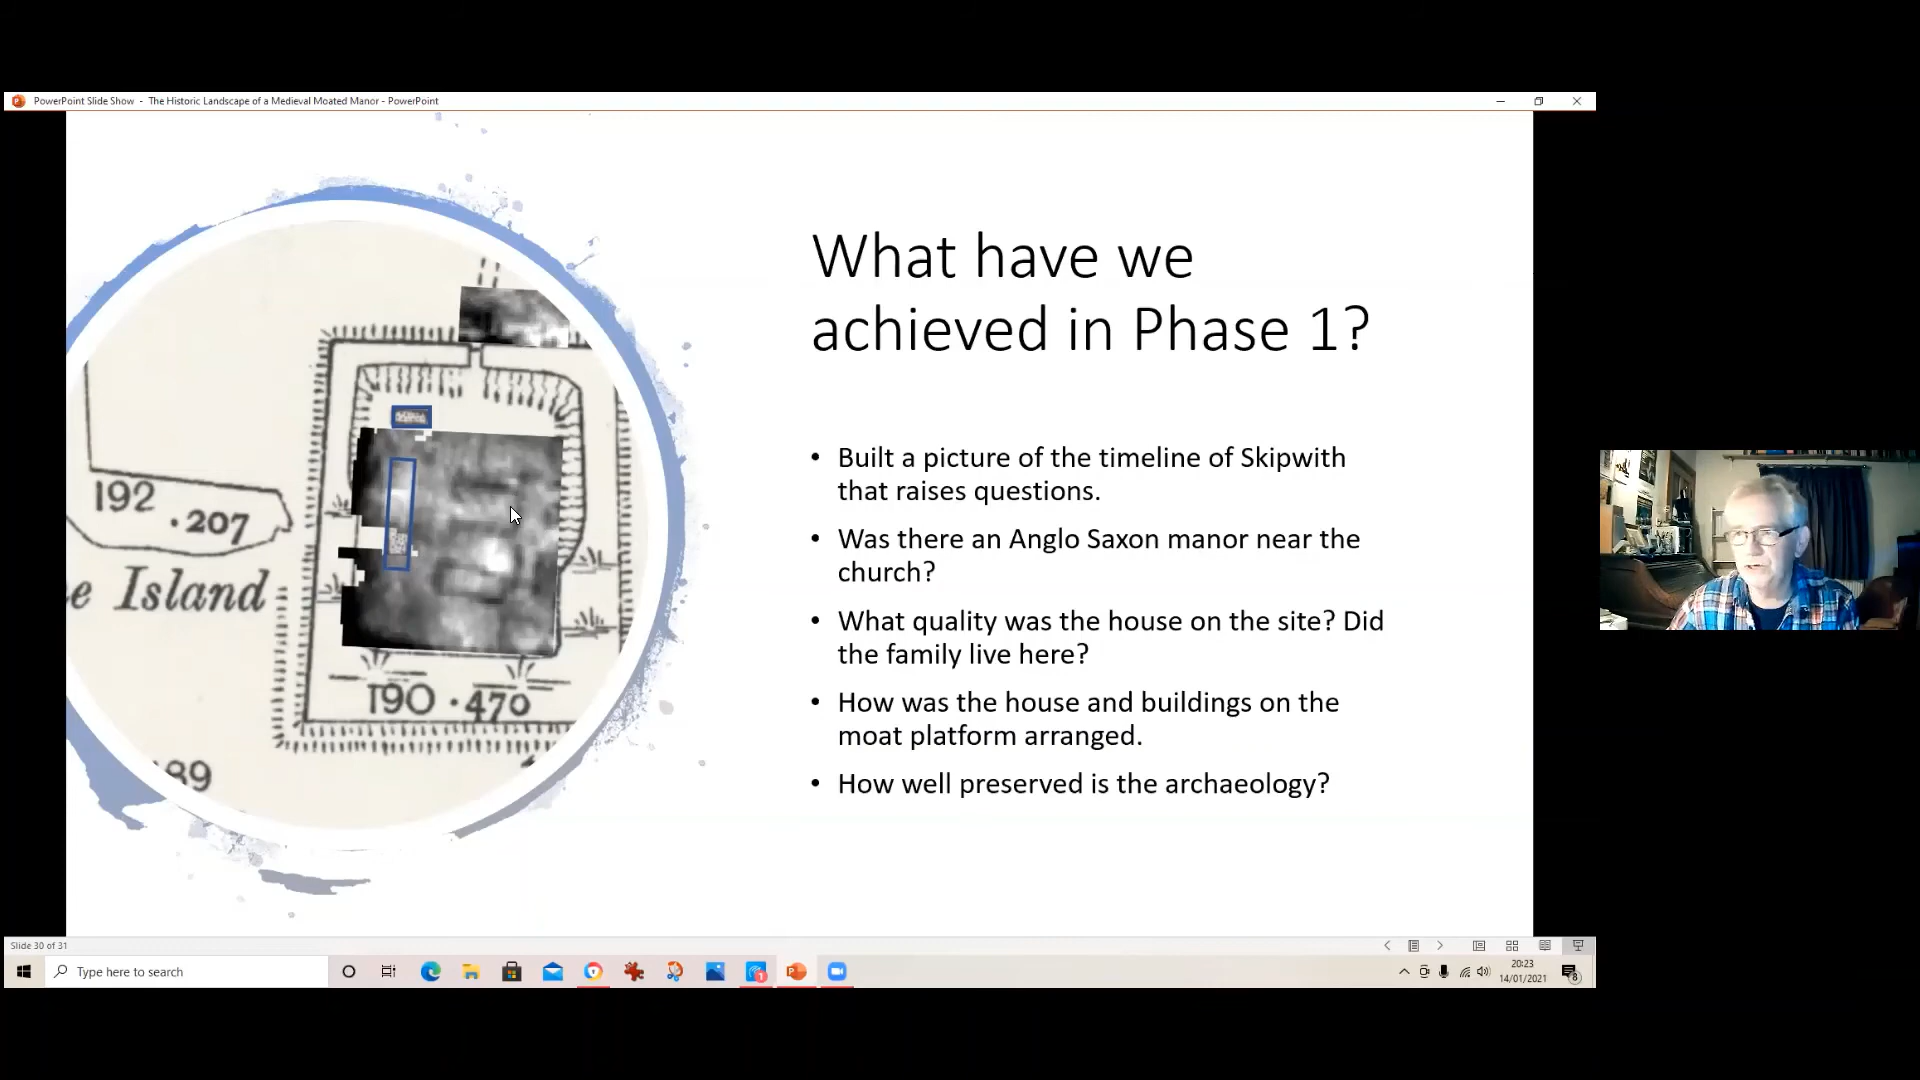 PowerPoint Slide Show - The Historic Landscape of a Medieval Moated Manor - PowerPoint
What have we
achieved in Phase 1?
• Built a picture of the timeline of Skipwith
that raises questions.
• Was there an Anglo Saxon manor near the
church?
• What quality was the house on the site? Did
the family live here?
• How was the house and buildings on the
moat platform arranged.
• How well preserved is the archaeology?
192
.207
e Island
190 .470
89
Slide 30 of 31
Type here to search
1
20:23
14/01/2021
8